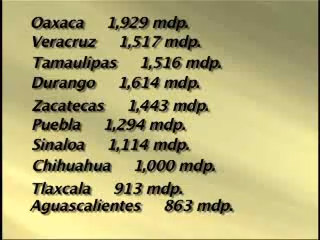 Oaxaca 1,929 mdp.
Veracruz 1,517 mdp.
Tamaulipas 1,516 mdp.
Durango 1,614 mdp.
Zacatecas 1,443 mdp.
Puebla 1,294 mdp.
Sinaloa 1,114 mdp.
Chihuahua 1,000 mdp.
Tlaxcala 913 mdp.
Aguascalientes 863 mdp.